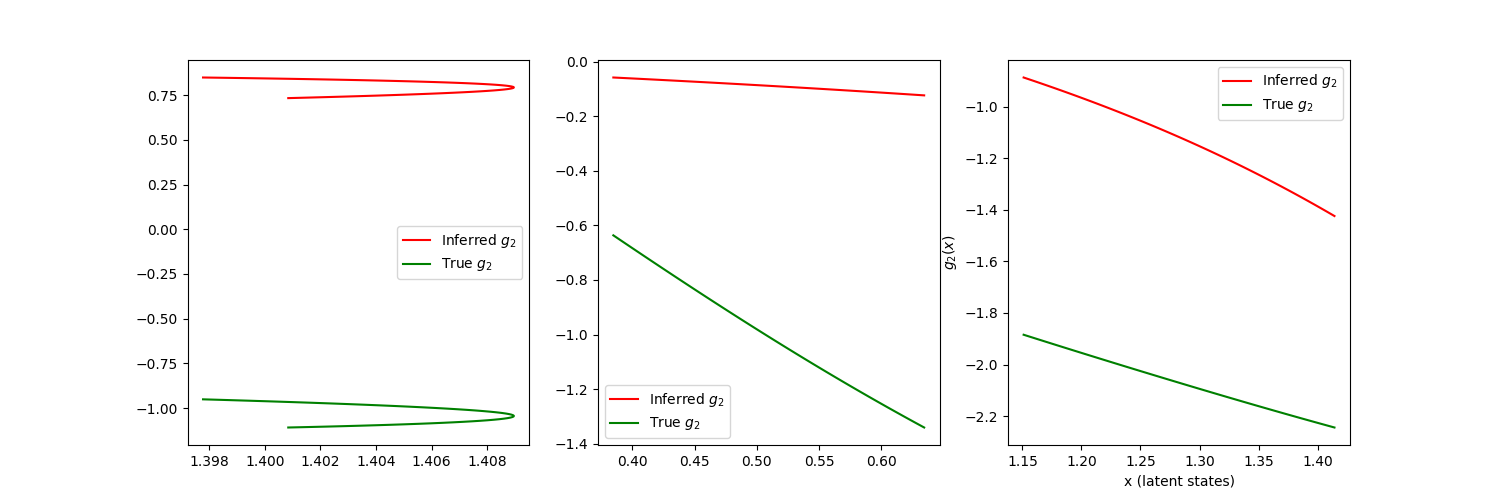 0.75
0.50
0.25
0.00
−0.25
−0.50
−0.75
−1.00
1.398 1.400 1.402 1.404 1.406 1.408
Inferred g₂
True g₂
0.0
−0.2
−0.4
−0.6
−0.8
−1.0
−1.2
−1.4
0.40 0.45 0.50 0.55 0.60
Inferred g₂
True g₂
g₂(x)
−1.0
−1.2
−1.4
−1.6
−1.8
−2.0
−2.2
1.15 1.20 1.25 1.30 1.35 1.40
x (latent states)
Inferred g₂
True g₂